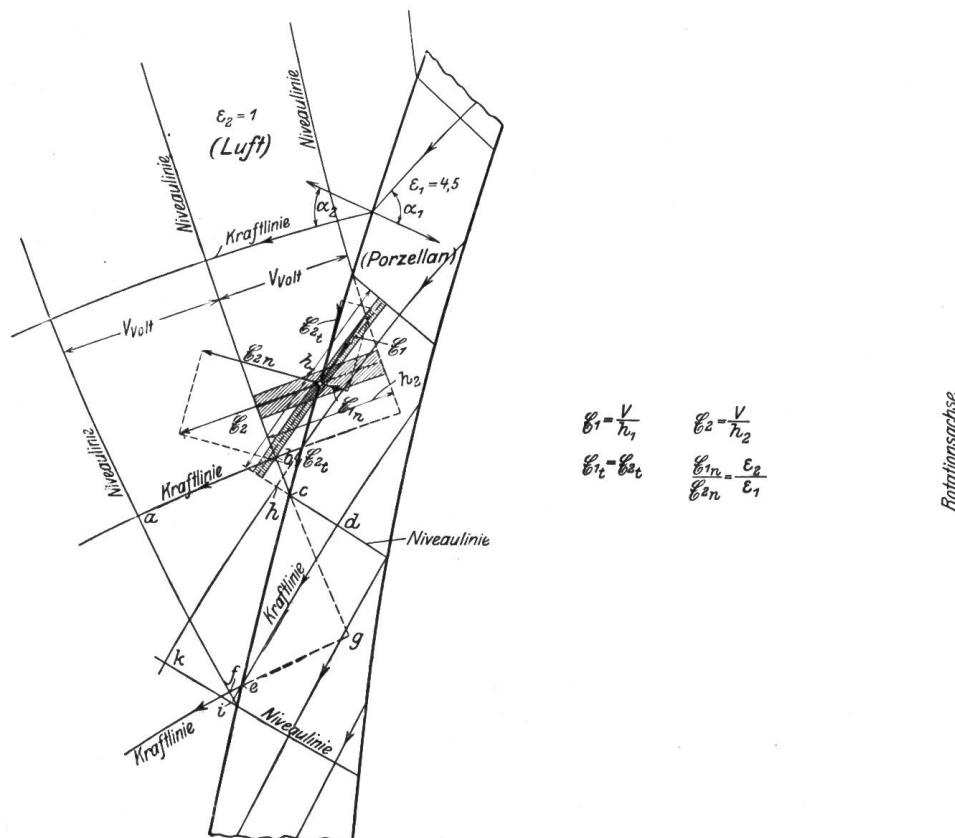 Niveaulinie
ε₂=1
(Luft)
Niveaulinie
ε₁=4,5
α₂
α₁
Kraftlinie
(Porzellan)
V Volt
V Volt
𝔈₂t
𝔈₁
𝔈₂n
h₂
𝔈₁n
𝔈₂
Niveaulinie
𝔈₂t
Kraftlinie
a
h
c
d
Niveaulinie
Kraftlinie
g
k
f
e
i
Kraftlinie
Niveaulinie
𝔈₁=V/h₁
𝔈₂=V/h₂
𝔈₁t=𝔈₂t
𝔈₁n/𝔈₂n=ε₂/ε₁
Rotationsachse